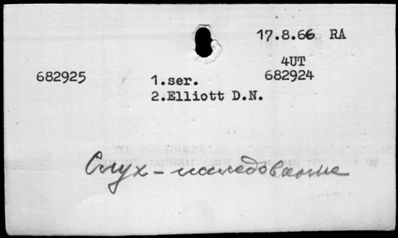 17.8.66 RA
4UT
682925 1.ser. 682924
2.Elliott D.N.
Слух - исследование